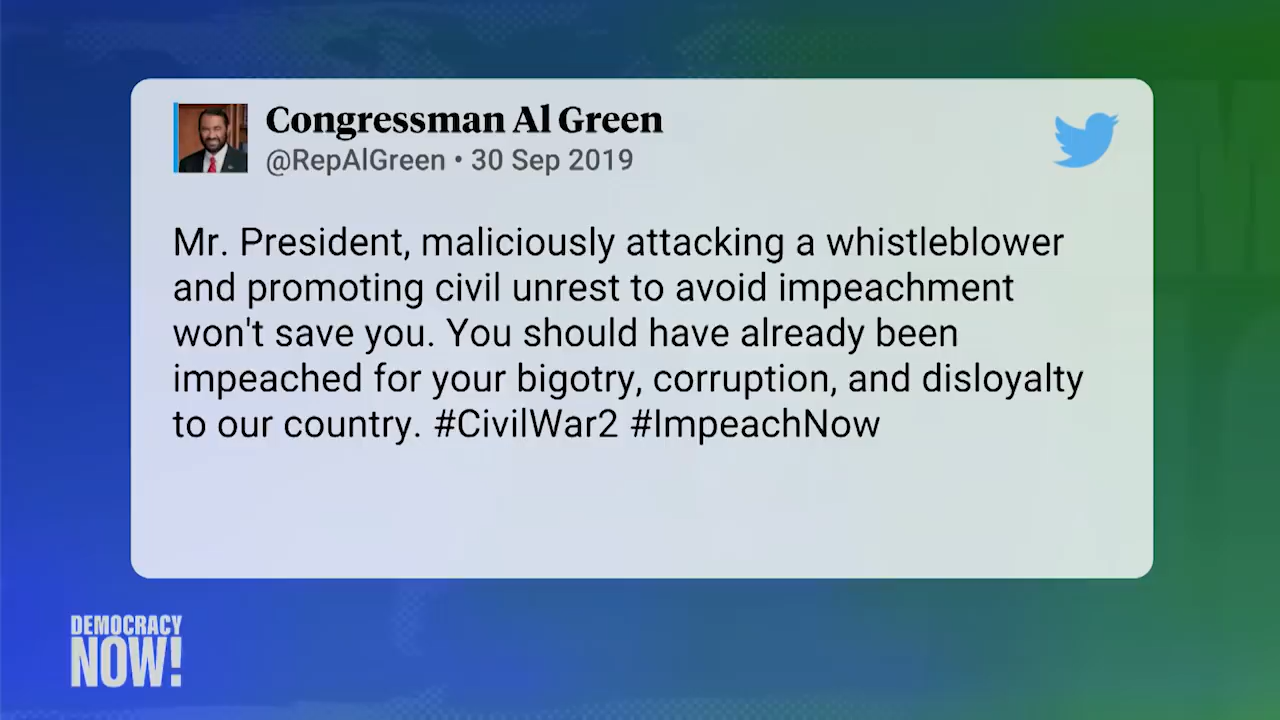 Congressman Al Green
@RepAlGreen • 30 Sep 2019
Mr. President, maliciously attacking a whistleblower
and promoting civil unrest to avoid impeachment
won't save you. You should have already been
impeached for your bigotry, corruption, and disloyalty
to our country. #CivilWar2 #ImpeachNow
DEMOCRACY
NOW!